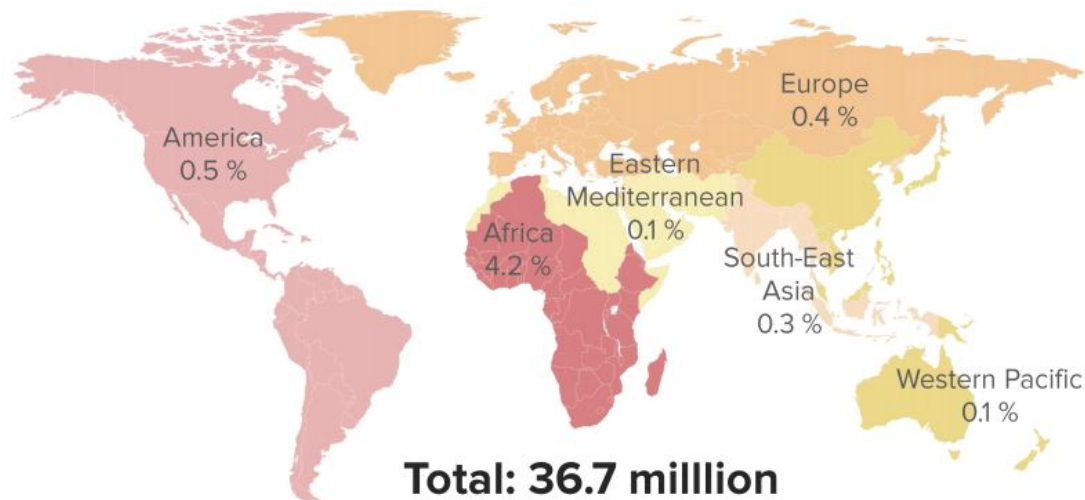 Europe
0.4 %
America
0.5 %
Eastern
Mediterranean
0.1 %
Africa
4.2 %
South-East
Asia
0.3 %
Western Pacific
0.1 %
Total: 36.7 milllion